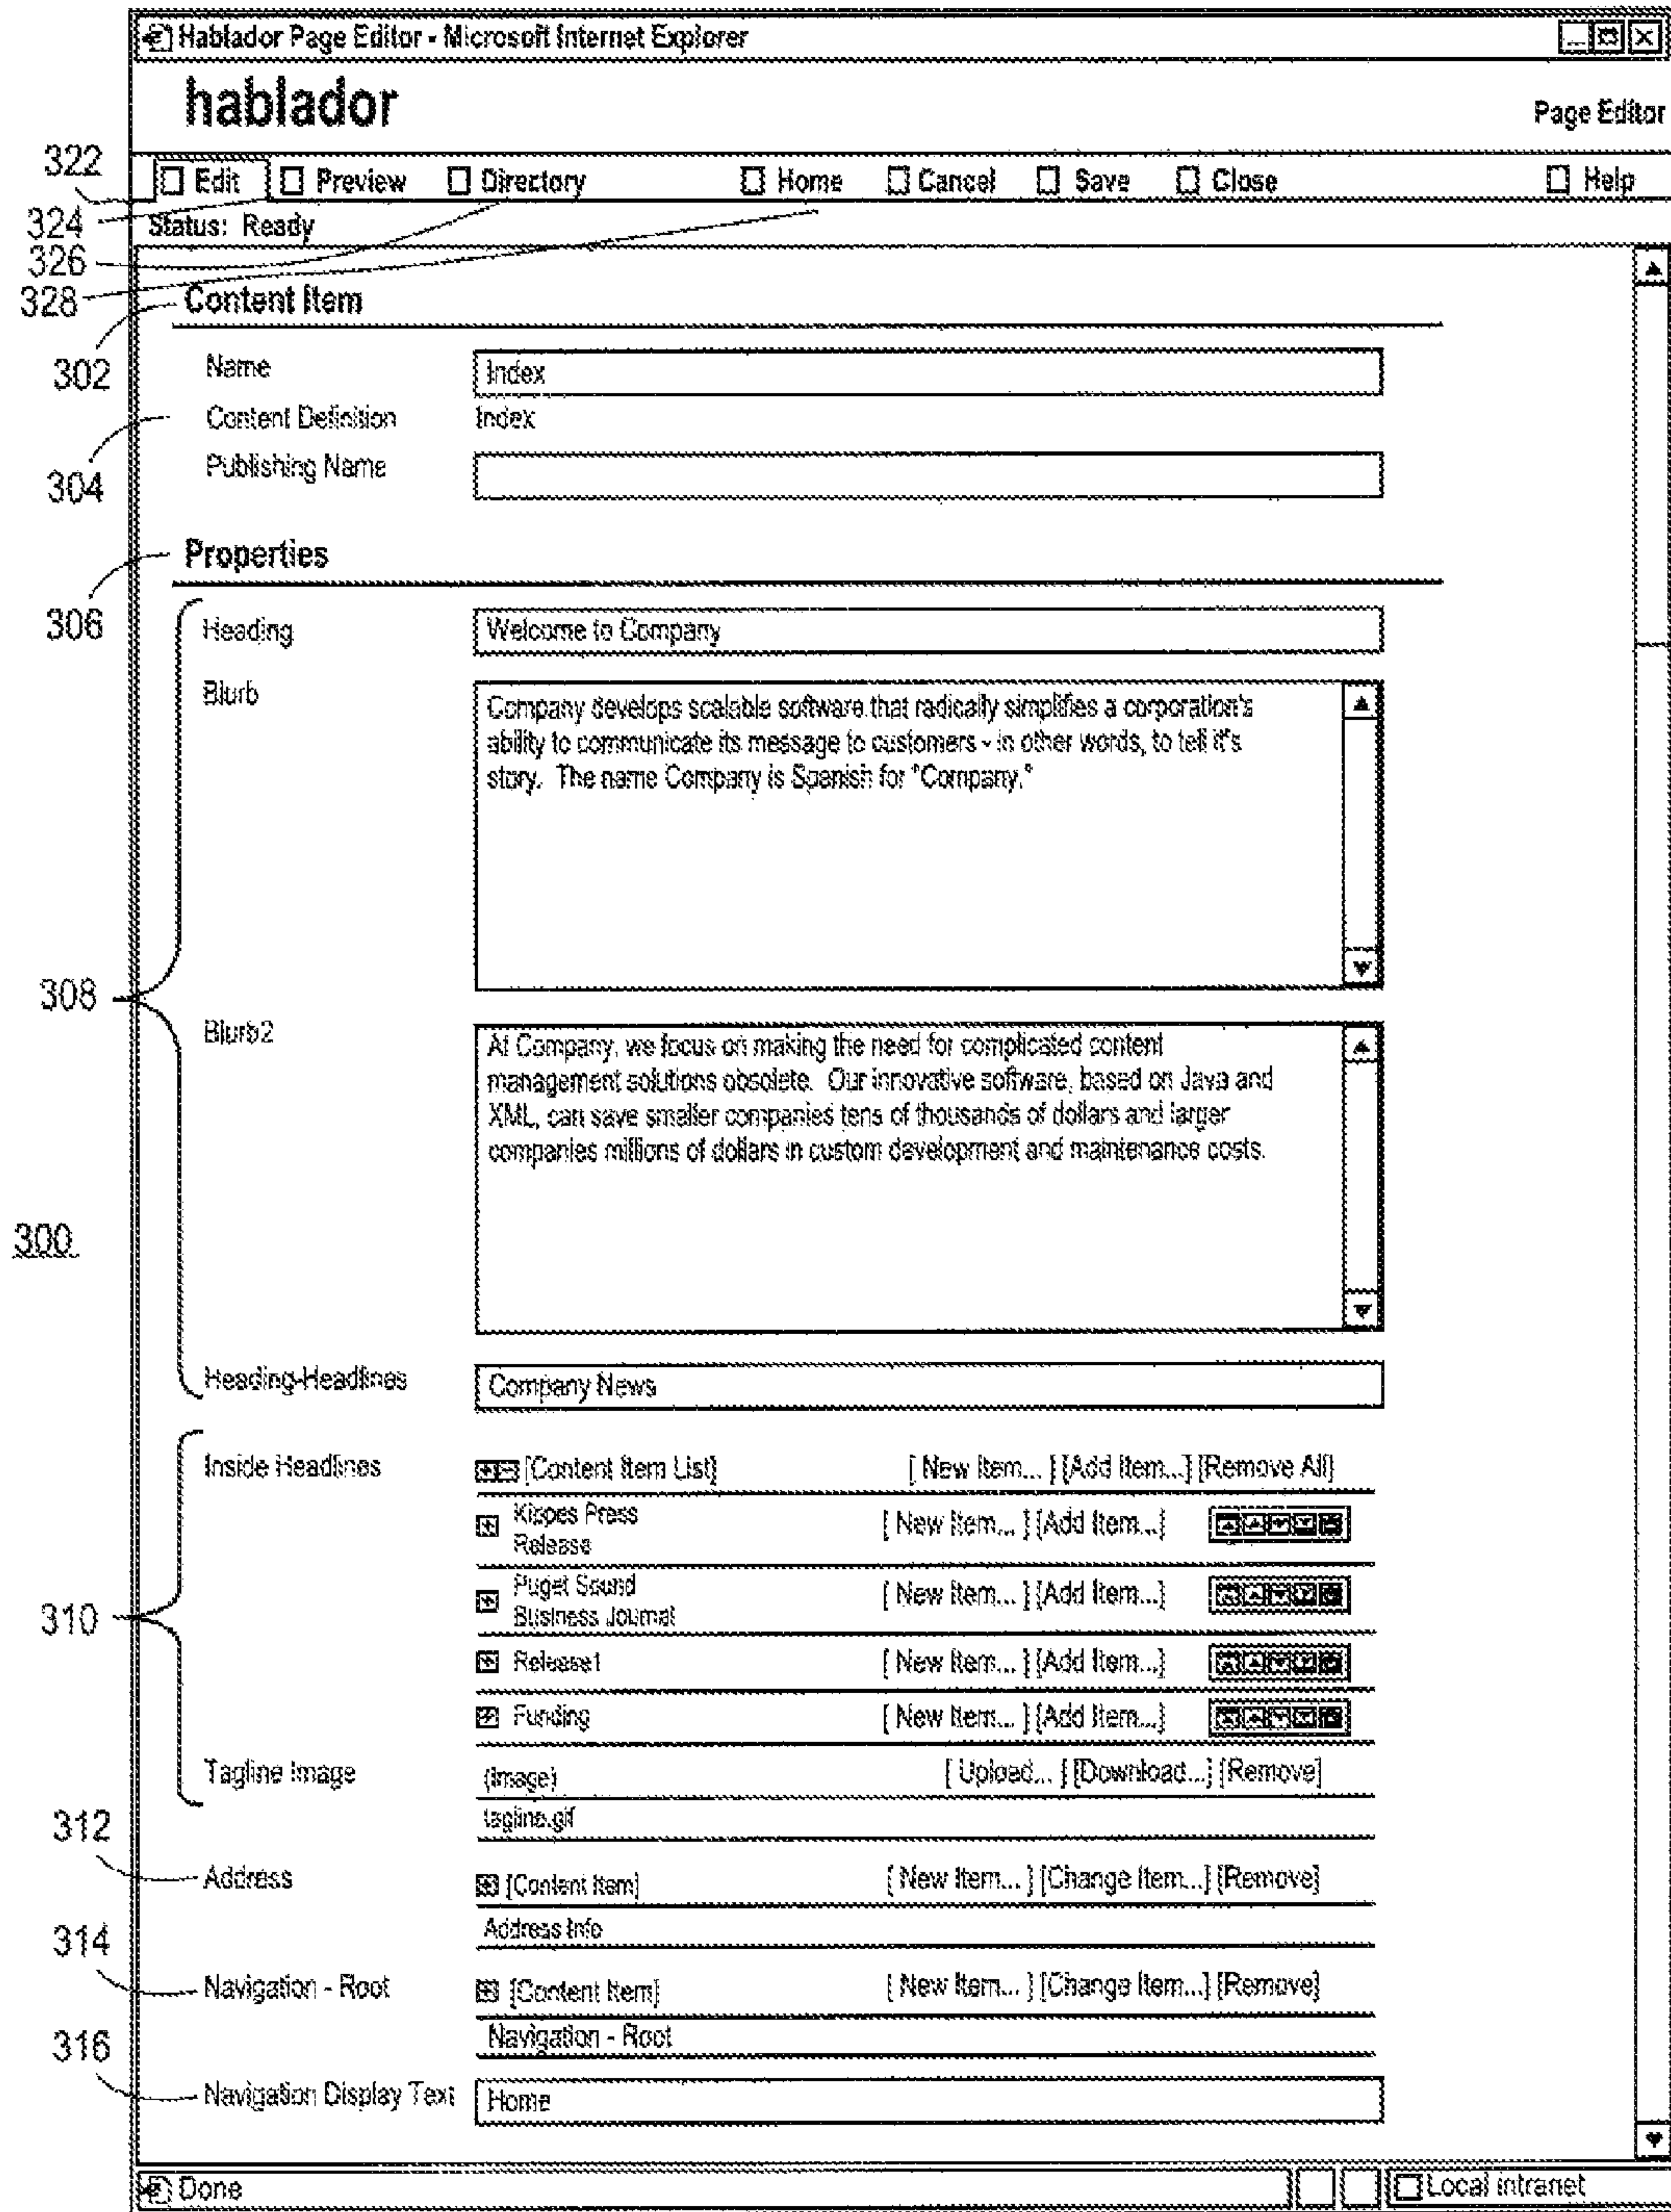 Hablador Page Editor - Microsoft Internet Explorer
hablador
Page Editor
322
Edit Preview Directory Home Cancel Save Close Help
324
Status: Ready
326
328
Content Item
302
Name Index
Content Definition Index
304
Publishing Name
Properties
306
Heading Welcome to Company
Blurb
Company develops scalable software that radically simplifies a corporation's
ability to communicate its message to customers - in other words, to tell it's
story. The name Company is Spanish for "Company."
308
Blurb2
At Company, we focus on making the need for complicated content
management solutions obsolete. Our innovative software, based on Java and
XML, can save smaller companies tens of thousands of dollars and larger
companies millions of dollars in custom development and maintenance costs.
300
Heading-Headlines Company News
Inside Headlines [Content Item List] [ New Item... ] [Add Item...] [Remove All]
Press
Release [ New Item... ] [Add Item...]
310
Puget Sound
Business Journal [ New Item... ] [Add Item...]
Release1 [ New Item... ] [Add Item...]
Funding [ New Item... ] [Add Item...]
Tagline Image (Image) [ Upload... ] [Download...] [Remove]
tagline.gif
312
Address [Content Item] [ New Item... ] [Change Item...] [Remove]
Address Info
314
Navigation - Root [Content Item] [ New Item... ] [Change Item...] [Remove]
Navigation - Root
316
Navigation Display Text Home
Done Local intranet